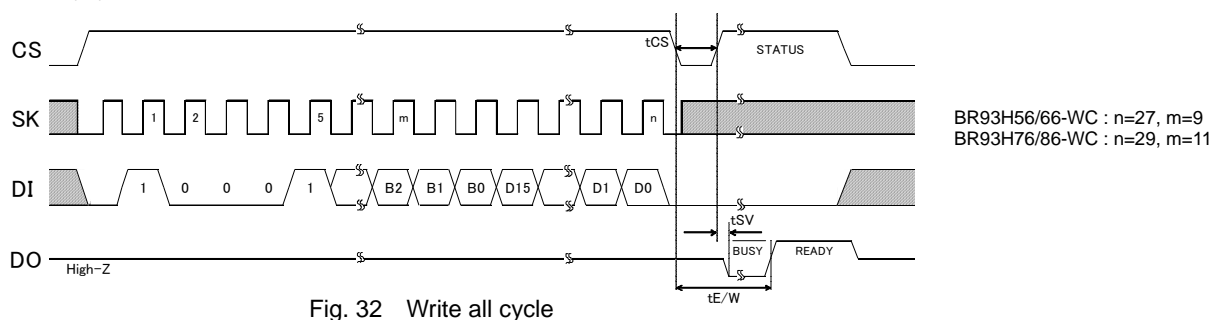 CS
tCS
STATUS
SK
1 2 5 m n
BR93H56/66-WC : n=27, m=9
BR93H76/86-WC : n=29, m=11
DI
1 0 0 0 1 B2 B1 B0 D15 D1 D0
tSV
DO
High-Z
BUSY
READY
tE/W
Fig. 32 Write all cycle